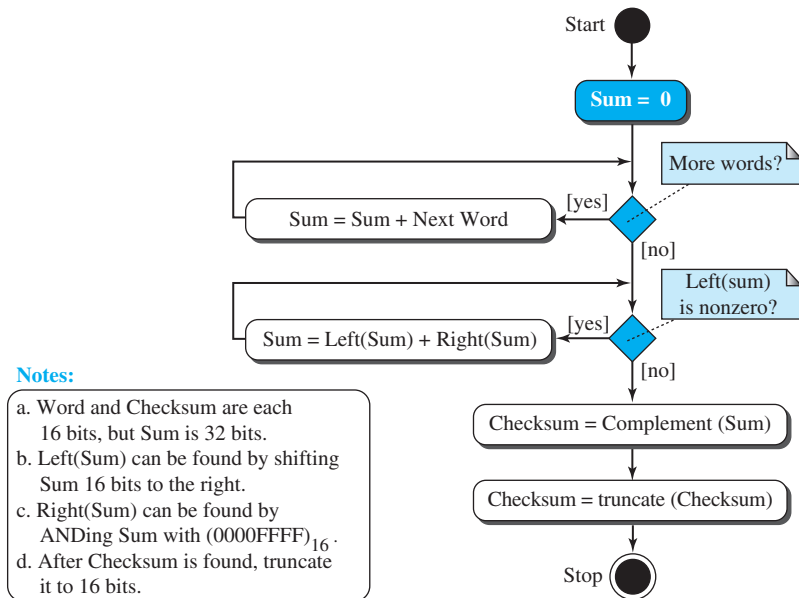 Start
Sum = 0
More words?
[yes]
Sum = Sum + Next Word
[no]
Left(sum)
is nonzero?
[yes]
Sum = Left(Sum) + Right(Sum)
[no]
Notes:
a. Word and Checksum are each
16 bits, but Sum is 32 bits.
b. Left(Sum) can be found by shifting
Sum 16 bits to the right.
c. Right(Sum) can be found by
ANDing Sum with (0000FFFF)16.
d. After Checksum is found, truncate
it to 16 bits.
Checksum = Complement (Sum)
Checksum = truncate (Checksum)
Stop